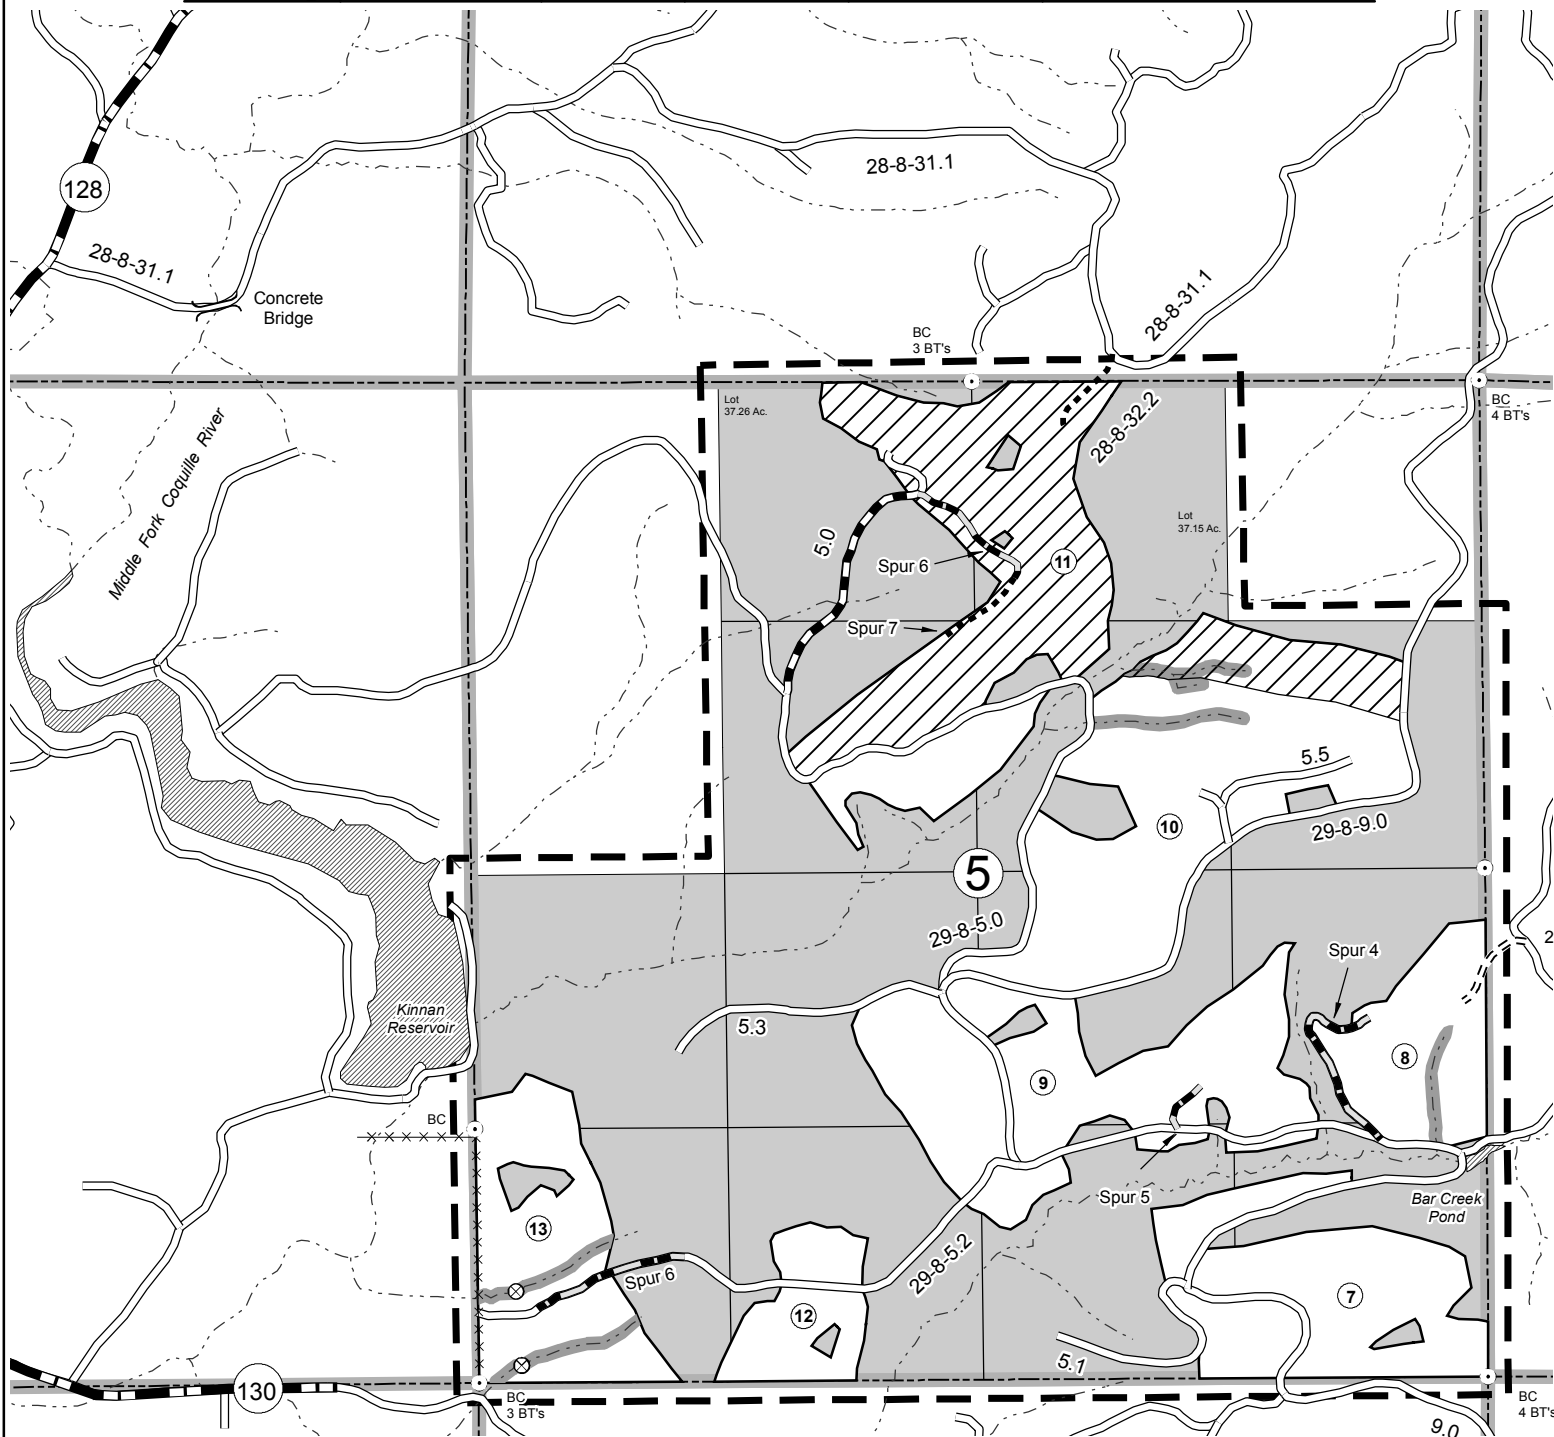 128
28-8-31.1
28-8-31.1
Concrete
Bridge
28-8-31.1
BC
3 BT's
BC
4 BT's
Lot
37.26 Ac.
28-8-32.2
Middle Fork Coquille River
Lot
37.15 Ac.
5.0
Spur 6
11
Spur 7
5.5
10
29-8-9.0
5
29-8-5.0
2
Spur 4
Kinnan
Reservoir
5.3
8
9
BC
Spur 5
Bar Creek
Pond
13
29-8-5.2
Spur 6
7
12
5.1
130
BC
3 BT's
BC
4 BT's
9.0